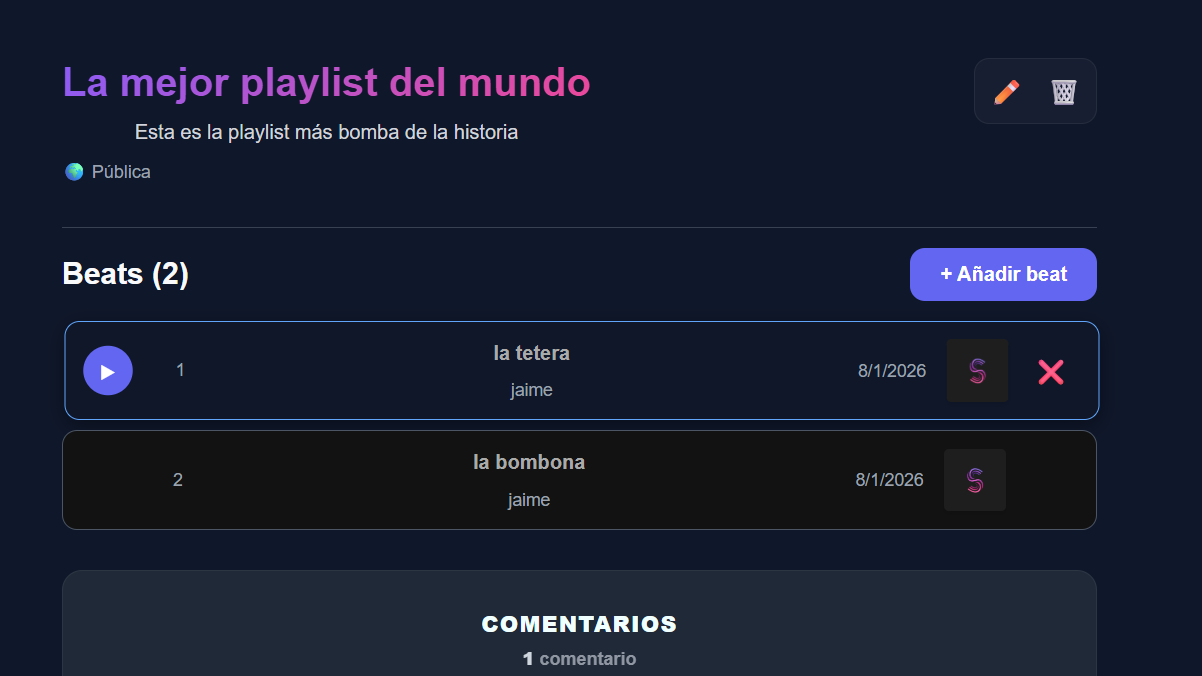 La mejor playlist del mundo
Esta es la playlist más bomba de la historia
Pública
Beats (2)
+ Añadir beat
1
la tetera
jaime
8/1/2026
2
la bombona
jaime
8/1/2026
COMENTARIOS
1 comentario